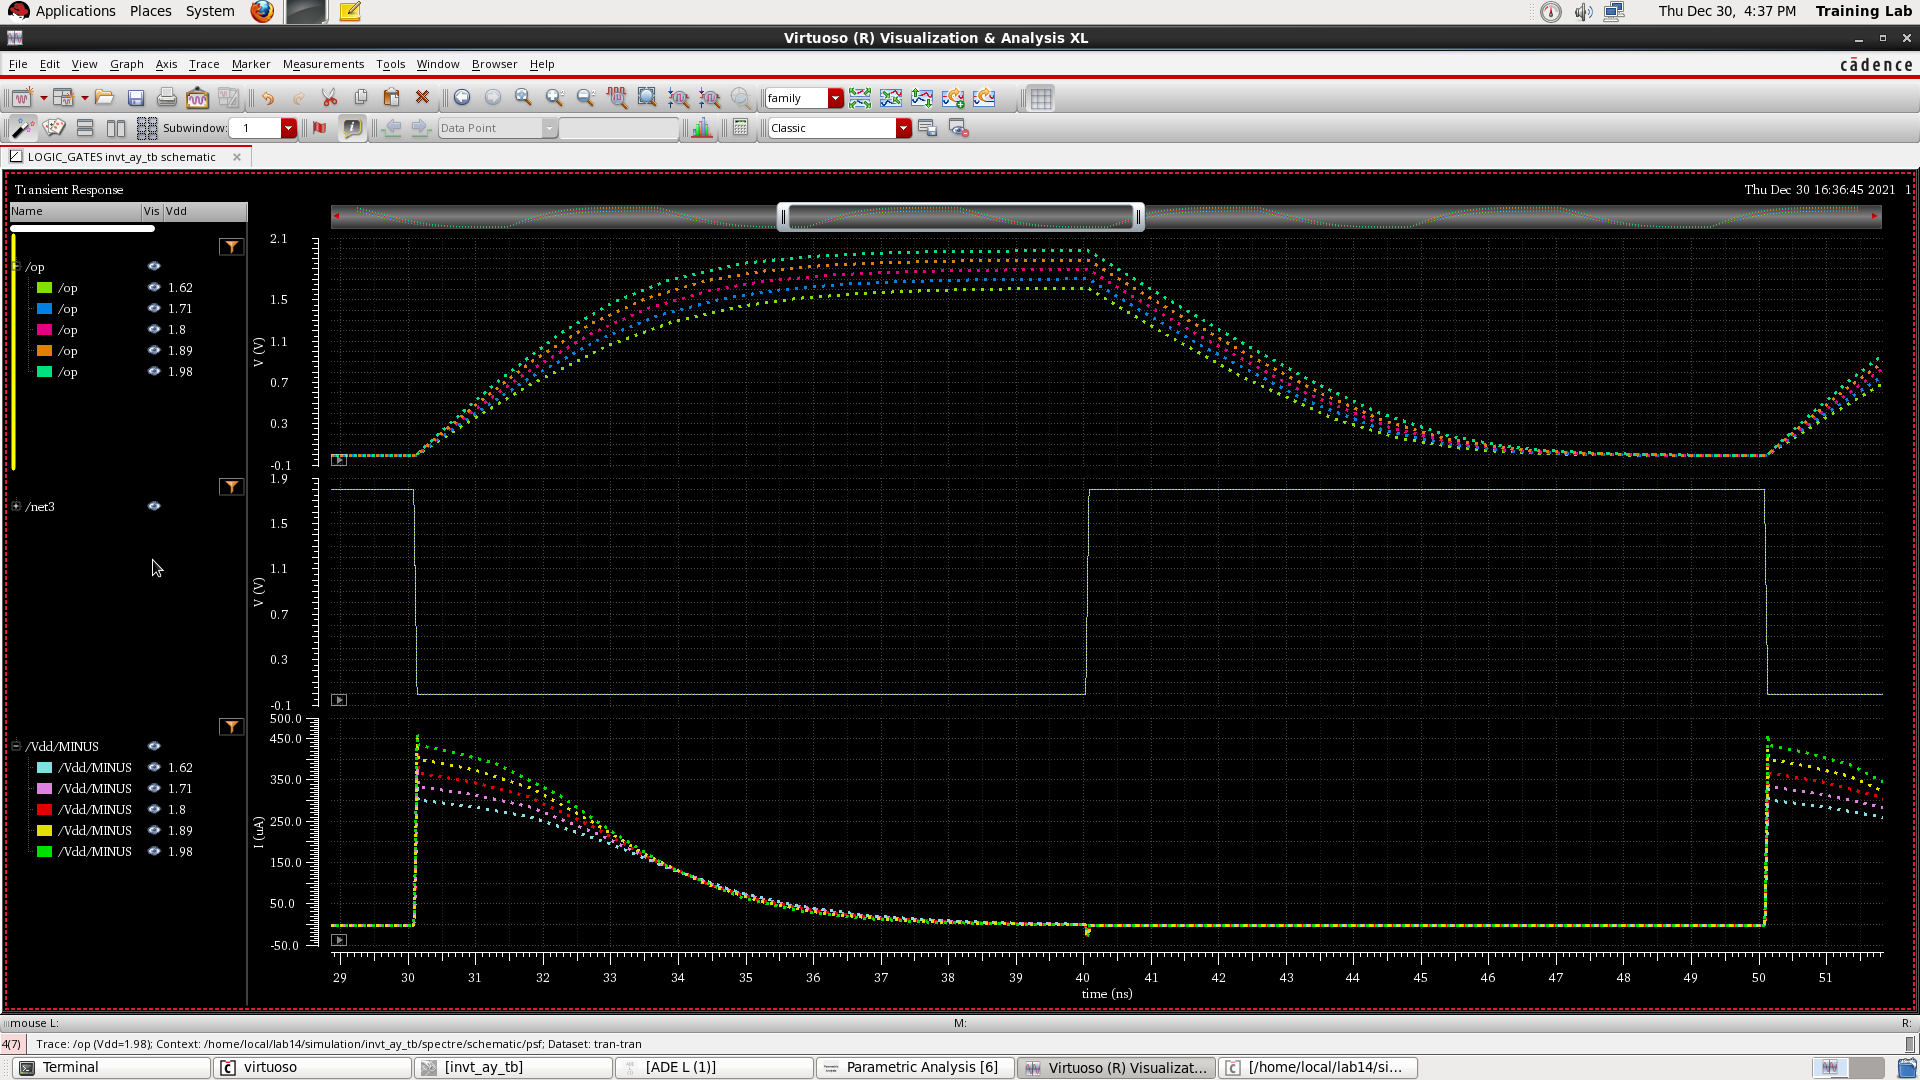 Applications Places System Thu Dec 30, 4:37 PM Training Lab
Virtuoso (R) Visualization & Analysis XL
File Edit View Graph Axis Trace Marker Measurements Tools Window Browser Help
cādence
family
Subwindow: 1 Data Point Classic
LOGIC_GATES invt_ay_tb schematic
Transient Response Thu Dec 30 16:36:45 2021 1
Name Vis Vdd
/op
/op 1.62
/op 1.71
/op 1.8
/op 1.89
/op 1.98
2.1
1.5
1.1
0.7
0.3
-0.1
V (V)
/net3
1.9
1.5
1.1
0.7
0.3
-0.1
V (V)
/Vdd/MINUS
/Vdd/MINUS 1.62
/Vdd/MINUS 1.71
/Vdd/MINUS 1.8
/Vdd/MINUS 1.89
/Vdd/MINUS 1.98
500.0
450.0
350.0
250.0
150.0
50.0
-50.0
I (uA)
29 30 31 32 33 34 35 36 37 38 39 40 41 42 43 44 45 46 47 48 49 50 51
time (ns)
mouse L: M: R:
4(7) Trace: /op (Vdd=1.98); Context: /home/local/lab14/simulation/invt_ay_tb/spectre/schematic/psf; Dataset: tran-tran
Terminal virtuoso [invt_ay_tb] [ADE L (1)] Parametric Analysis [6] Virtuoso (R) Visualizat... [/home/local/lab14/si...